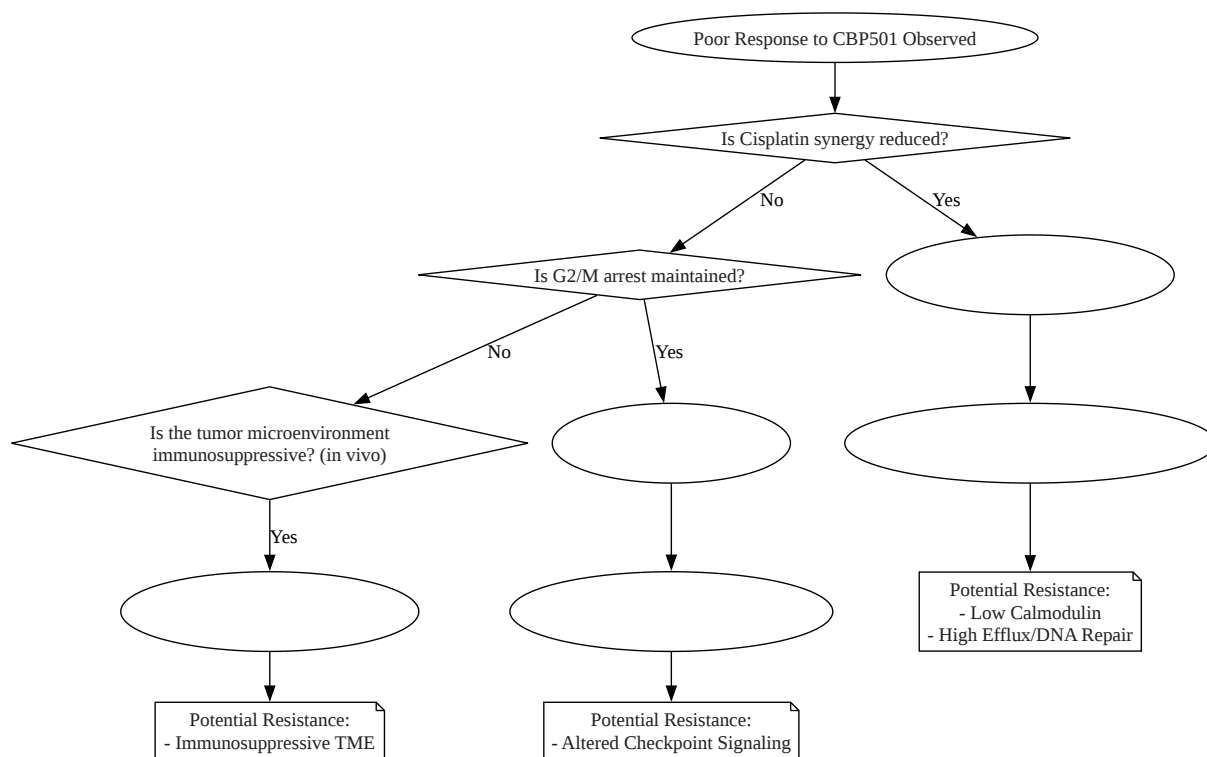 Poor Response to CBP501 Observed
Is Cisplatin synergy reduced?
No
Yes
Is G2/M arrest maintained?
No
Yes
Is the tumor microenvironment
immunosuppressive? (in vivo)
Yes
Potential Resistance:
- Low Calmodulin
- High Efflux/DNA Repair
Potential Resistance:
- Immunosuppressive TME
Potential Resistance:
- Altered Checkpoint Signaling